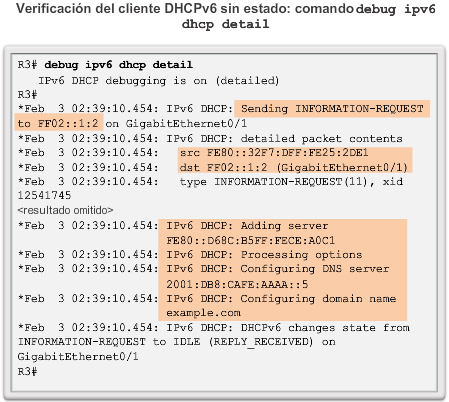 Verificación del cliente DHCPv6 sin estado: comando debug ipv6
dhcp detail
R3# debug ipv6 dhcp detail
IPv6 DHCP debugging is on (detailed)
R3#
*Feb 3 02:39:10.454: IPv6 DHCP: Sending INFORMATION-REQUEST
to FF02::1:2 on GigabitEthernet0/1
*Feb 3 02:39:10.454: IPv6 DHCP: detailed packet contents
*Feb 3 02:39:10.454: src FE80::32F7:DFF:FE25:2DE1
*Feb 3 02:39:10.454: dst FF02::1:2 (GigabitEthernet0/1)
*Feb 3 02:39:10.454: type INFORMATION-REQUEST(11), xid
12541745
<resultado omitido>
*Feb 3 02:39:10.454: IPv6 DHCP: Adding server
FE80::D68C:B5FF:FECE:A0C1
*Feb 3 02:39:10.454: IPv6 DHCP: Processing options
*Feb 3 02:39:10.454: IPv6 DHCP: Configuring DNS server
2001:DB8:CAFE:AAAA::5
*Feb 3 02:39:10.454: IPv6 DHCP: Configuring domain name
example.com
*Feb 3 02:39:10.454: IPv6 DHCP: DHCPv6 changes state from
INFORMATION-REQUEST to IDLE (REPLY_RECEIVED) on
GigabitEthernet0/1
R3#